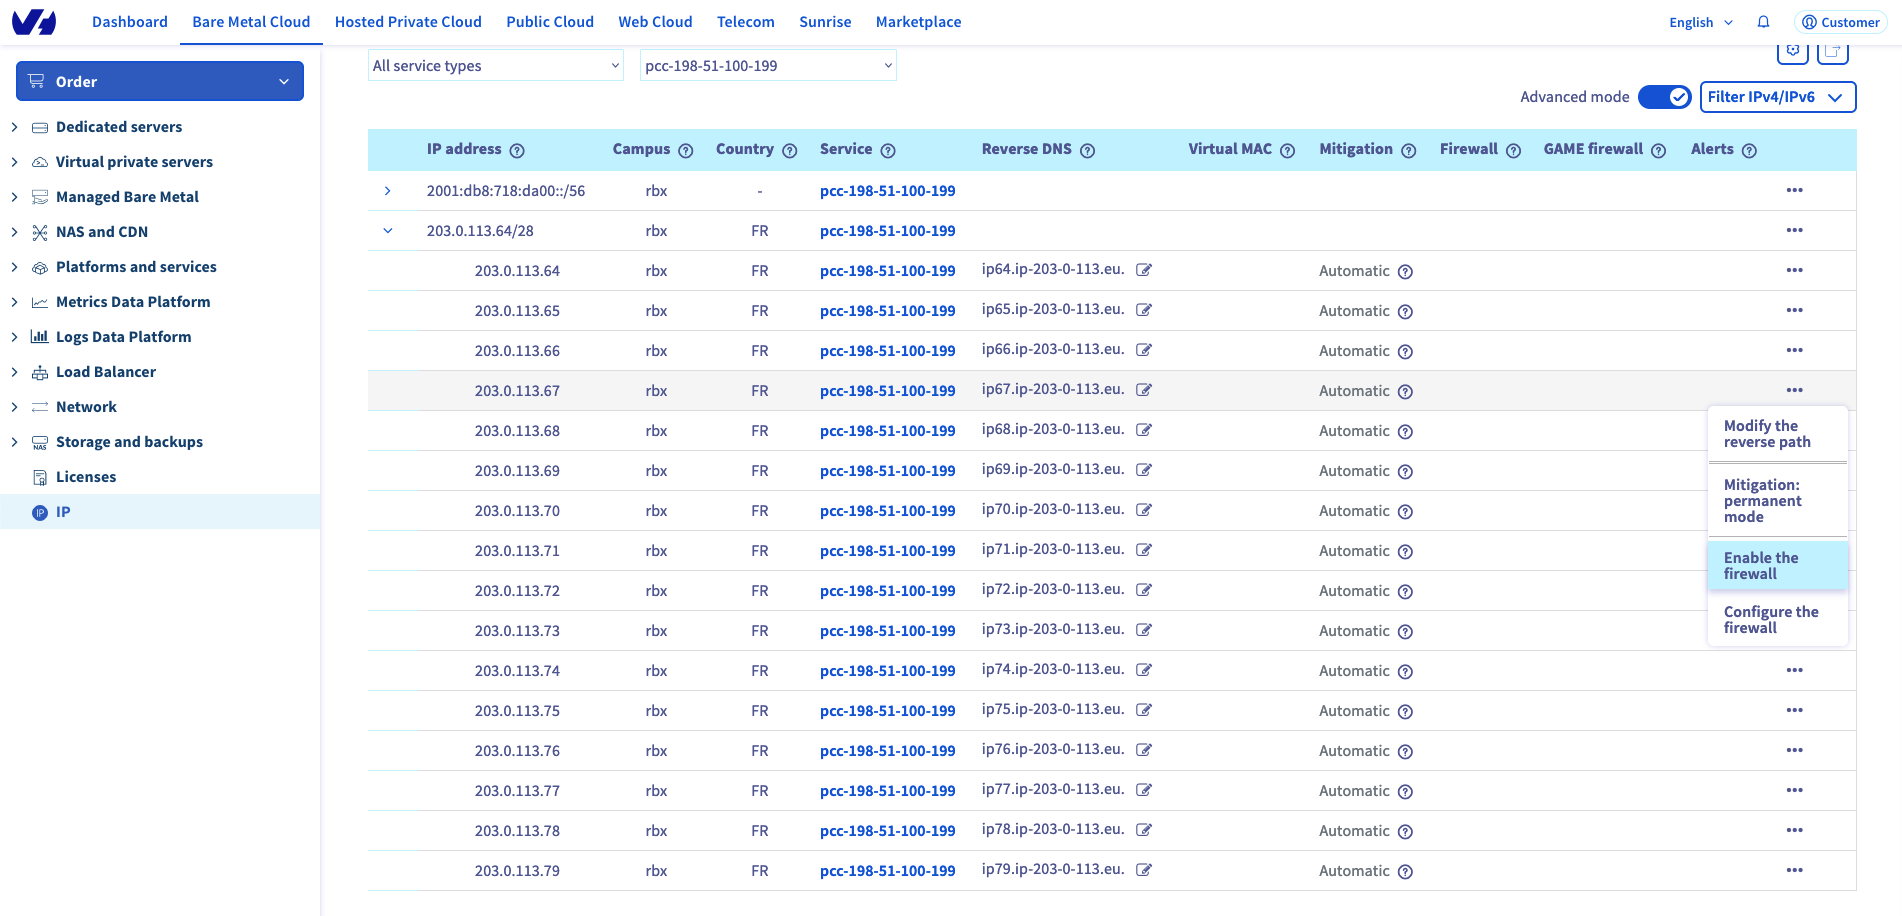 Dashboard Bare Metal Cloud Hosted Private Cloud Public Cloud Web Cloud Telecom Sunrise Marketplace English Customer
Order
Dedicated servers
Virtual private servers
Managed Bare Metal
NAS and CDN
Platforms and services
Metrics Data Platform
Logs Data Platform
Load Balancer
Network
NAS
Storage and backups
Licenses
IP
IP
All service types pcc-198-51-100-199
Advanced mode Filter IPv4/IPv6
IP address Campus Country Service Reverse DNS Virtual MAC Mitigation Firewall GAME firewall Alerts
2001:db8:718:da00::/56 rbx - pcc-198-51-100-199
203.0.113.64/28 rbx FR pcc-198-51-100-199
203.0.113.64 rbx FR pcc-198-51-100-199 ip64.ip-203-0-113.eu. Automatic
203.0.113.65 rbx FR pcc-198-51-100-199 ip65.ip-203-0-113.eu. Automatic
203.0.113.66 rbx FR pcc-198-51-100-199 ip66.ip-203-0-113.eu. Automatic
203.0.113.67 rbx FR pcc-198-51-100-199 ip67.ip-203-0-113.eu. Automatic
203.0.113.68 rbx FR pcc-198-51-100-199 ip68.ip-203-0-113.eu. Automatic
203.0.113.69 rbx FR pcc-198-51-100-199 ip69.ip-203-0-113.eu. Automatic
203.0.113.70 rbx FR pcc-198-51-100-199 ip70.ip-203-0-113.eu. Automatic
203.0.113.71 rbx FR pcc-198-51-100-199 ip71.ip-203-0-113.eu. Automatic
203.0.113.72 rbx FR pcc-198-51-100-199 ip72.ip-203-0-113.eu. Automatic
203.0.113.73 rbx FR pcc-198-51-100-199 ip73.ip-203-0-113.eu. Automatic
203.0.113.74 rbx FR pcc-198-51-100-199 ip74.ip-203-0-113.eu. Automatic
203.0.113.75 rbx FR pcc-198-51-100-199 ip75.ip-203-0-113.eu. Automatic
203.0.113.76 rbx FR pcc-198-51-100-199 ip76.ip-203-0-113.eu. Automatic
203.0.113.77 rbx FR pcc-198-51-100-199 ip77.ip-203-0-113.eu. Automatic
203.0.113.78 rbx FR pcc-198-51-100-199 ip78.ip-203-0-113.eu. Automatic
203.0.113.79 rbx FR pcc-198-51-100-199 ip79.ip-203-0-113.eu. Automatic
Modify the
reverse path
Mitigation:
permanent
mode
Enable the
firewall
Configure the
firewall